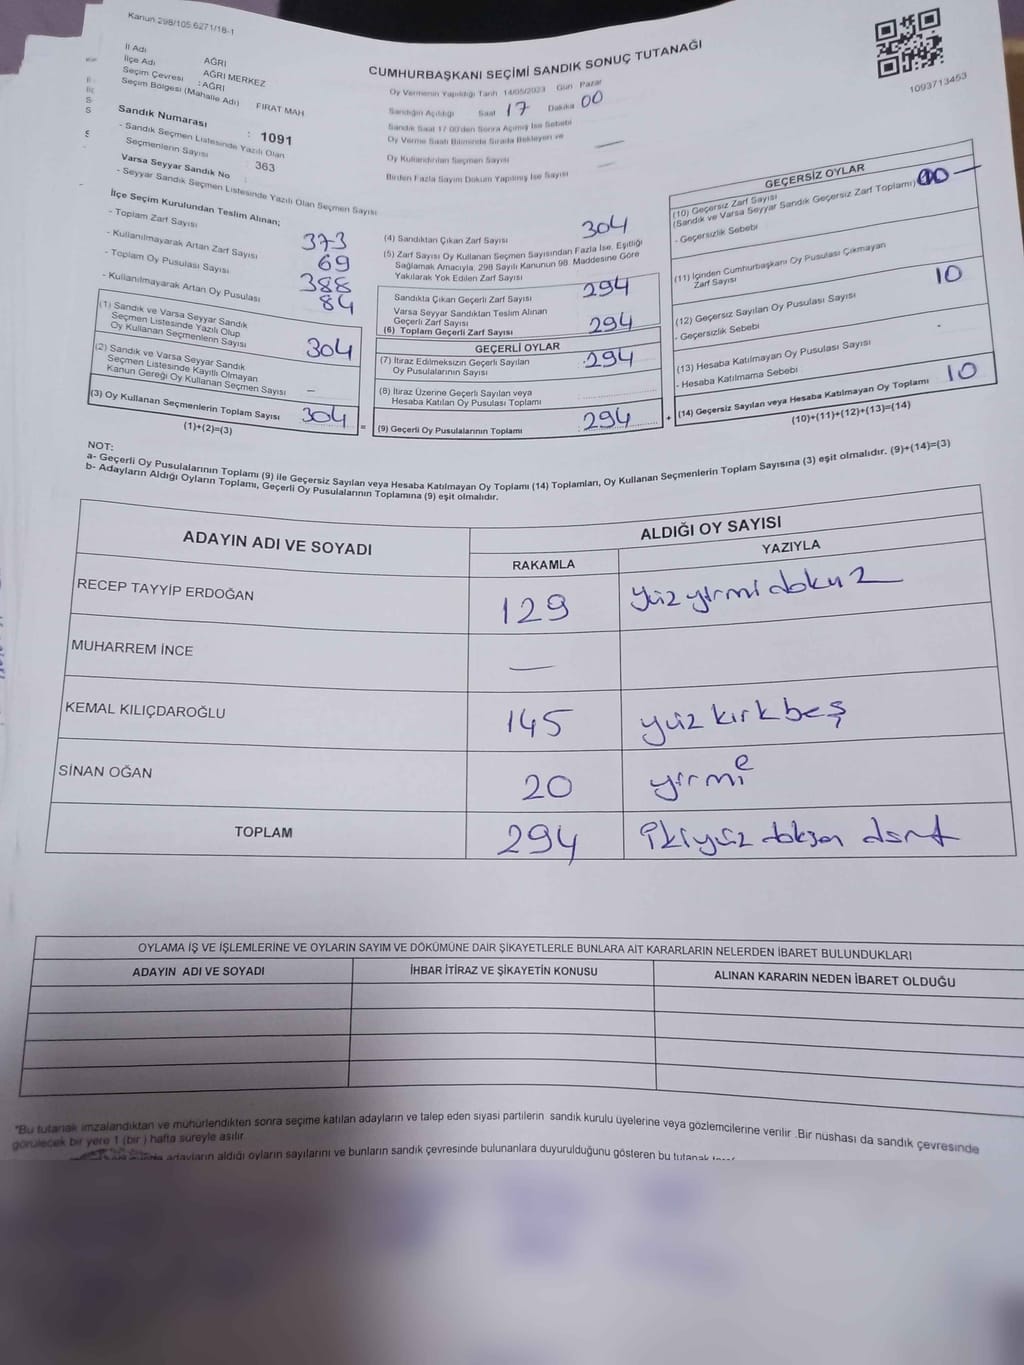 Kanun 298/105.6271/18-1
CUMHURBAŞKANI SEÇİMİ SANDIK SONUÇ TUTANAĞI
1093713453
İl Adı AĞRI
İlçe Adı AĞRI MERKEZ
Seçim Çevresi : AĞRI
Seçim Bölgesi (Mahalle Adı) FIRAT MAH
Sandık Numarası : 1091
- Sandık Seçmen Listesinde Yazılı Olan
Seçmenlerin Sayısı : 363
Varsa Seyyar Sandık No :
- Seyyar Sandık Seçmen Listesinde Yazılı Olan Seçmen Sayısı
Oy Vermenin Yapıldığı Tarih 14/05/2023 Gün Pazar
Sandığın Açıldığı Saat 17 Dakika 00
Sandık Saat 17:00'den Sonra Açımış İse Sebebi
Oy Verme Saati Bitiminde Sırada Bekleyen ve
Oy Kullandırılan Seçmen Sayısı —
Birden Fazla Sayım Döküm Yapılmış İse Sayısı —
İlçe Seçim Kurulundan Teslim Alınan;
- Toplam Zarf Sayısı 373
- Kullanılmayarak Artan Zarf Sayısı 69
- Toplam Oy Pusulası Sayısı 388
- Kullanılmayarak Artan Oy Pusulası 84
(1) Sandık ve Varsa Seyyar Sandık
Seçmen Listesinde Yazılı Olup
Oy Kullanan Seçmenlerin Sayısı 304
(2) Sandık ve Varsa Seyyar Sandık
Seçmen Listesinde Kayıtlı Olmayan
Kanun Gereği Oy Kullanan Seçmen Sayısı —
(3) Oy Kullanan Seçmenlerin Toplam Sayısı 304
(1)+(2)=(3)
=
(4) Sandıktan Çıkan Zarf Sayısı 304
(5) Zarf Sayısı Oy Kullanan Seçmen Sayısından Fazla İse, Eşitliği
Sağlamak Amacıyla; 298 Sayılı Kanunun 98. Maddesine Göre
Yakılarak Yok Edilen Zarf Sayısı
Sandıkta Çıkan Geçerli Zarf Sayısı 294
Varsa Seyyar Sandıktan Teslim Alınan
Geçerli Zarf Sayısı
(6) Toplam Geçerli Zarf Sayısı 294
GEÇERLİ OYLAR
(7) İtiraz Edilmeksizin Geçerli Sayılan
Oy Pusulalarının Sayısı 294
(8) İtiraz Üzerine Geçerli Sayılan veya
Hesaba Katılan Oy Pusulası Toplamı
(9) Geçerli Oy Pusulalarının Toplamı 294
+
GEÇERSİZ OYLAR
(10) Geçersiz Zarf Sayısı
(Sandık ve Varsa Seyyar Sandık Geçersiz Zarf Toplamı) —
- Geçersizlik Sebebi
(11) İçinden Cumhurbaşkanı Oy Pusulası Çıkmayan
Zarf Sayısı
(12) Geçersiz Sayılan Oy Pusulası Sayısı 10
- Geçersizlik Sebebi
(13) Hesaba Katılmayan Oy Pusulası Sayısı
- Hesaba Katılmama Sebebi
(14) Geçersiz Sayılan veya Hesaba Katılmayan Oy Toplamı 10
(10)+(11)+(12)+(13)=(14)
NOT:
a- Geçerli Oy Pusulalarının Toplamı (9) ile Geçersiz Sayılan veya Hesaba Katılmayan Oy Toplamı (14) Toplamları, Oy Kullanan Seçmenlerin Toplam Sayısına (3) eşit olmalıdır. (9)+(14)=(3)
b- Adayların Aldığı Oyların Toplamı, Geçerli Oy Pusulalarının Toplamına (9) eşit olmalıdır.
ADAYIN ADI VE SOYADI ALDIĞI OY SAYISI
RAKAMLA YAZIYLA
RECEP TAYYİP ERDOĞAN 129 yüz yirmi dokuz
MUHARREM İNCE —
KEMAL KILIÇDAROĞLU 145 yüz kırk beş
SİNAN OĞAN 20 yirmi e
TOPLAM 294 ikiyüz doksan dört
OYLAMA İŞ VE İŞLEMLERİNE VE OYLARIN SAYIM VE DÖKÜMÜNE DAİR ŞİKAYETLERLE BUNLARA AİT KARARLARIN NELERDEN İBARET BULUNDUKLARI
ADAYIN ADI VE SOYADI İHBAR İTİRAZ VE ŞİKAYETİN KONUSU ALINAN KARARIN NEDEN İBARET OLDUĞU
*Bu tutanak imzalandıktan ve mühürlendikten sonra seçime katılan adayların ve talep eden siyasi partilerin sandık kurulu üyelerine veya gözlemcilerine verilir .Bir nüshası da sandık çevresinde
görülecek bir yere 1 (bir) hafta süreyle asılır.
adayların aldığı oyların sayılarını ve bunların sandık çevresinde bulunanlara duyurulduğunu gösteren bu tutanak